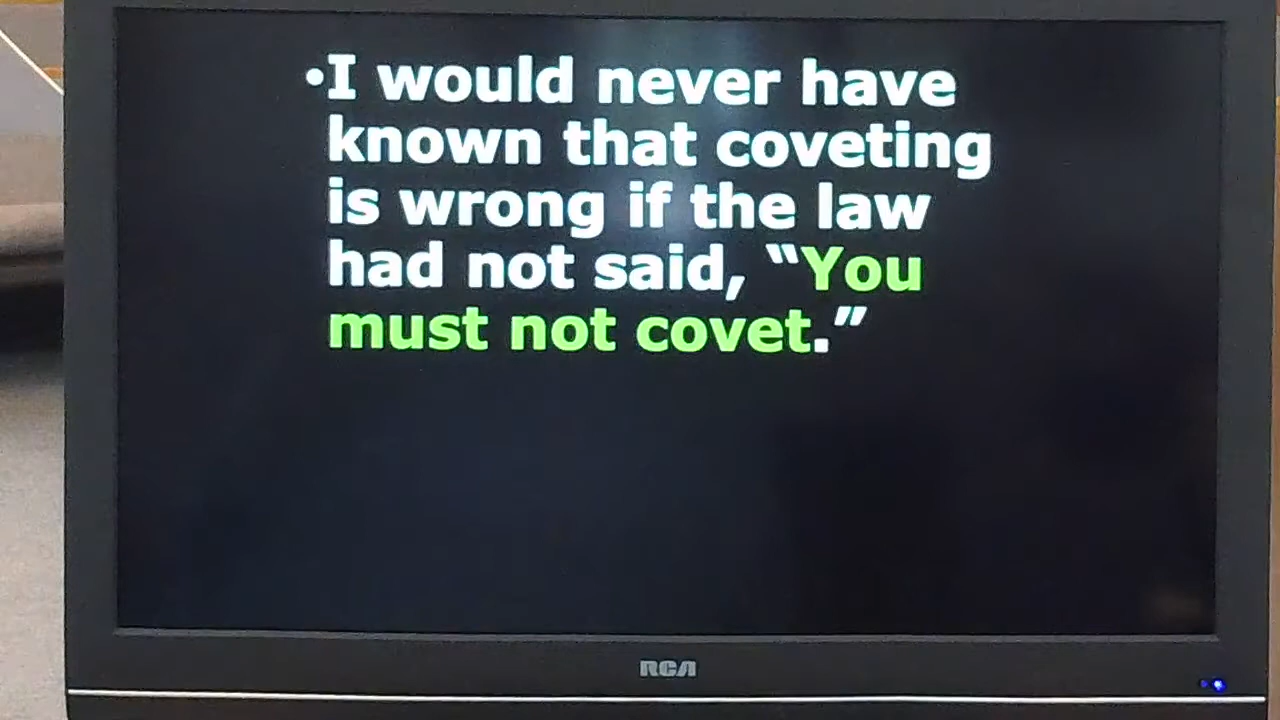 •I would never have
known that coveting
is wrong if the law
had not said, “You
must not covet.”
RCA